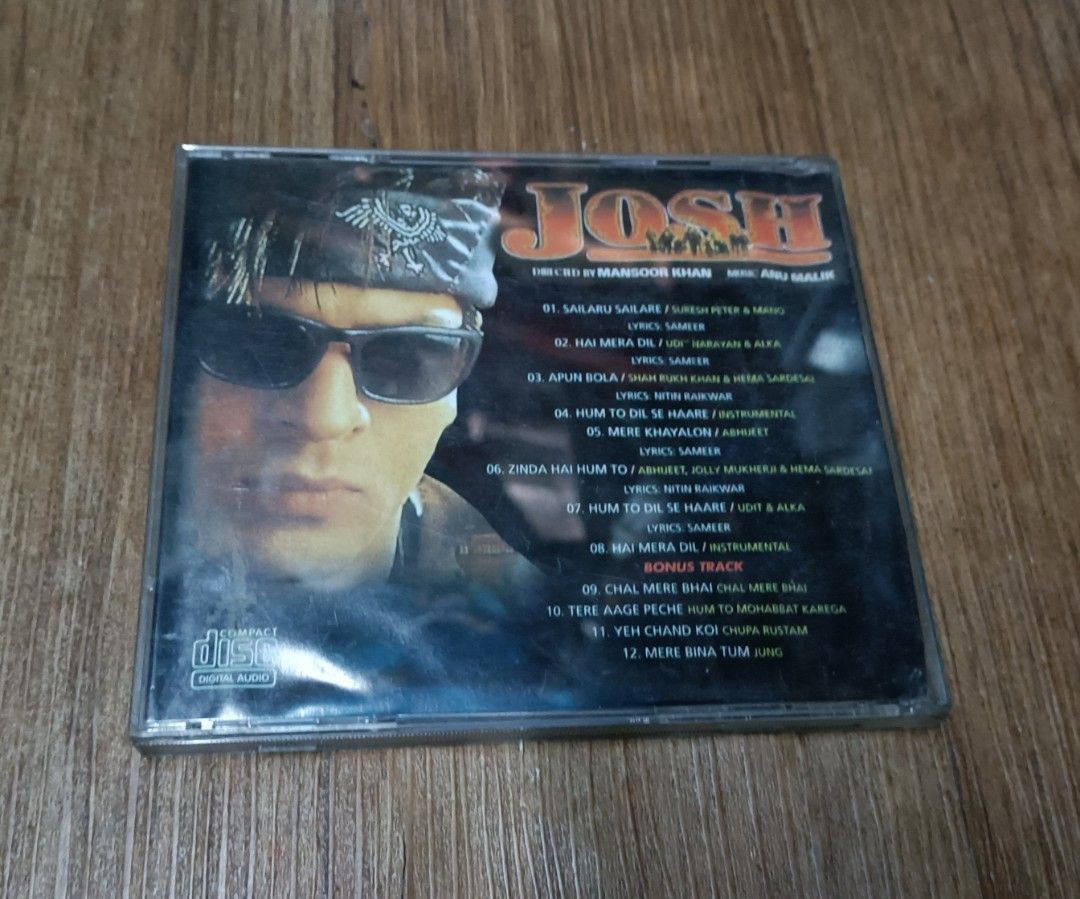 JOSH
DIRECTED BY MANSOOR KHAN MUSIC ANU MALIK
01. SAILARU SAILARE / SURESH PETER & MANO
LYRICS: SAMEER
02. HAI MERA DIL / UDIT NARAYAN & ALKA
LYRICS: SAMEER
03. APUN BOLA / SHAH RUKH KHAN & HEMA SARDESAI
LYRICS: NITIN RAIKWAR
04. HUM TO DIL SE HAARE / INSTRUMENTAL
05. MERE KHAYALON / ABHIJEET
LYRICS: SAMEER
06. ZINDA HAI HUM TO / ABHIJEET, JOLLY MUKHERJI & HEMA SARDESAI
LYRICS: NITIN RAIKWAR
07. HUM TO DIL SE HAARE / UDIT & ALKA
LYRICS: SAMEER
08. HAI MERA DIL / INSTRUMENTAL
BONUS TRACK
09. CHAL MERE BHAI CHAL MERE BHAI
10. TERE AAGE PECHE HUM TO MOHABBAT KAREGA
11. YEH CHAND KOI CHUPA RUSTAM
12. MERE BINA TUM JUNG
COMPACT
disc
DIGITAL AUDIO